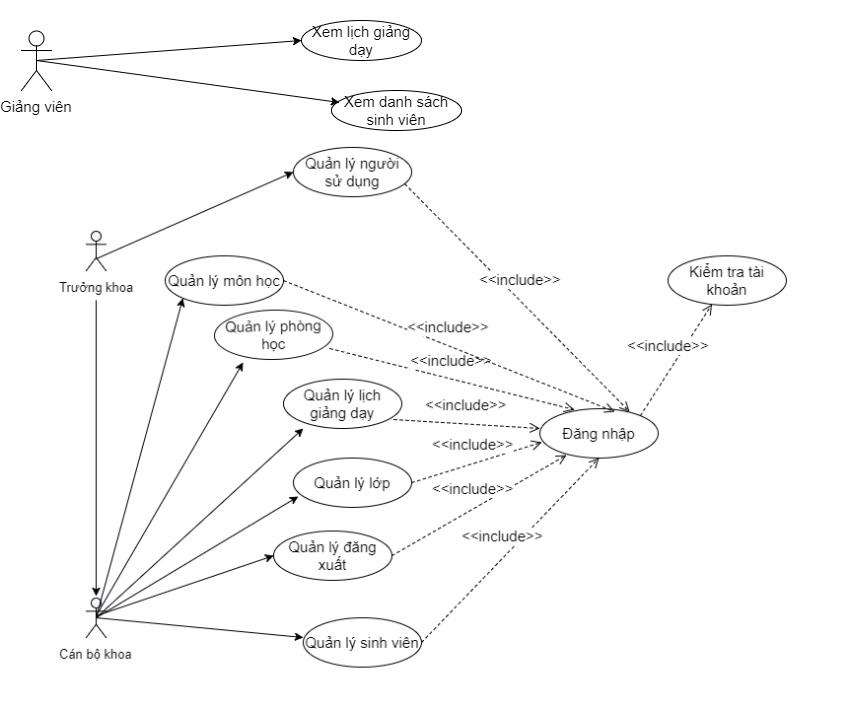 Xem lịch giảng
dạy
Giảng viên
Xem danh sách
sinh viên
Quản lý người
sử dụng
Trưởng khoa
<<include>>
Kiểm tra tài
khoản
Quản lý môn học
<<include>>
Quản lý phòng
học
<<include>>
<<include>>
Quản lý lịch
giảng dạy
<<include>>
Đăng nhập
<<include>>
Quản lý lớp
<<include>>
Quản lý đăng
xuất
<<include>>
Quản lý sinh viên
Cán bộ khoa